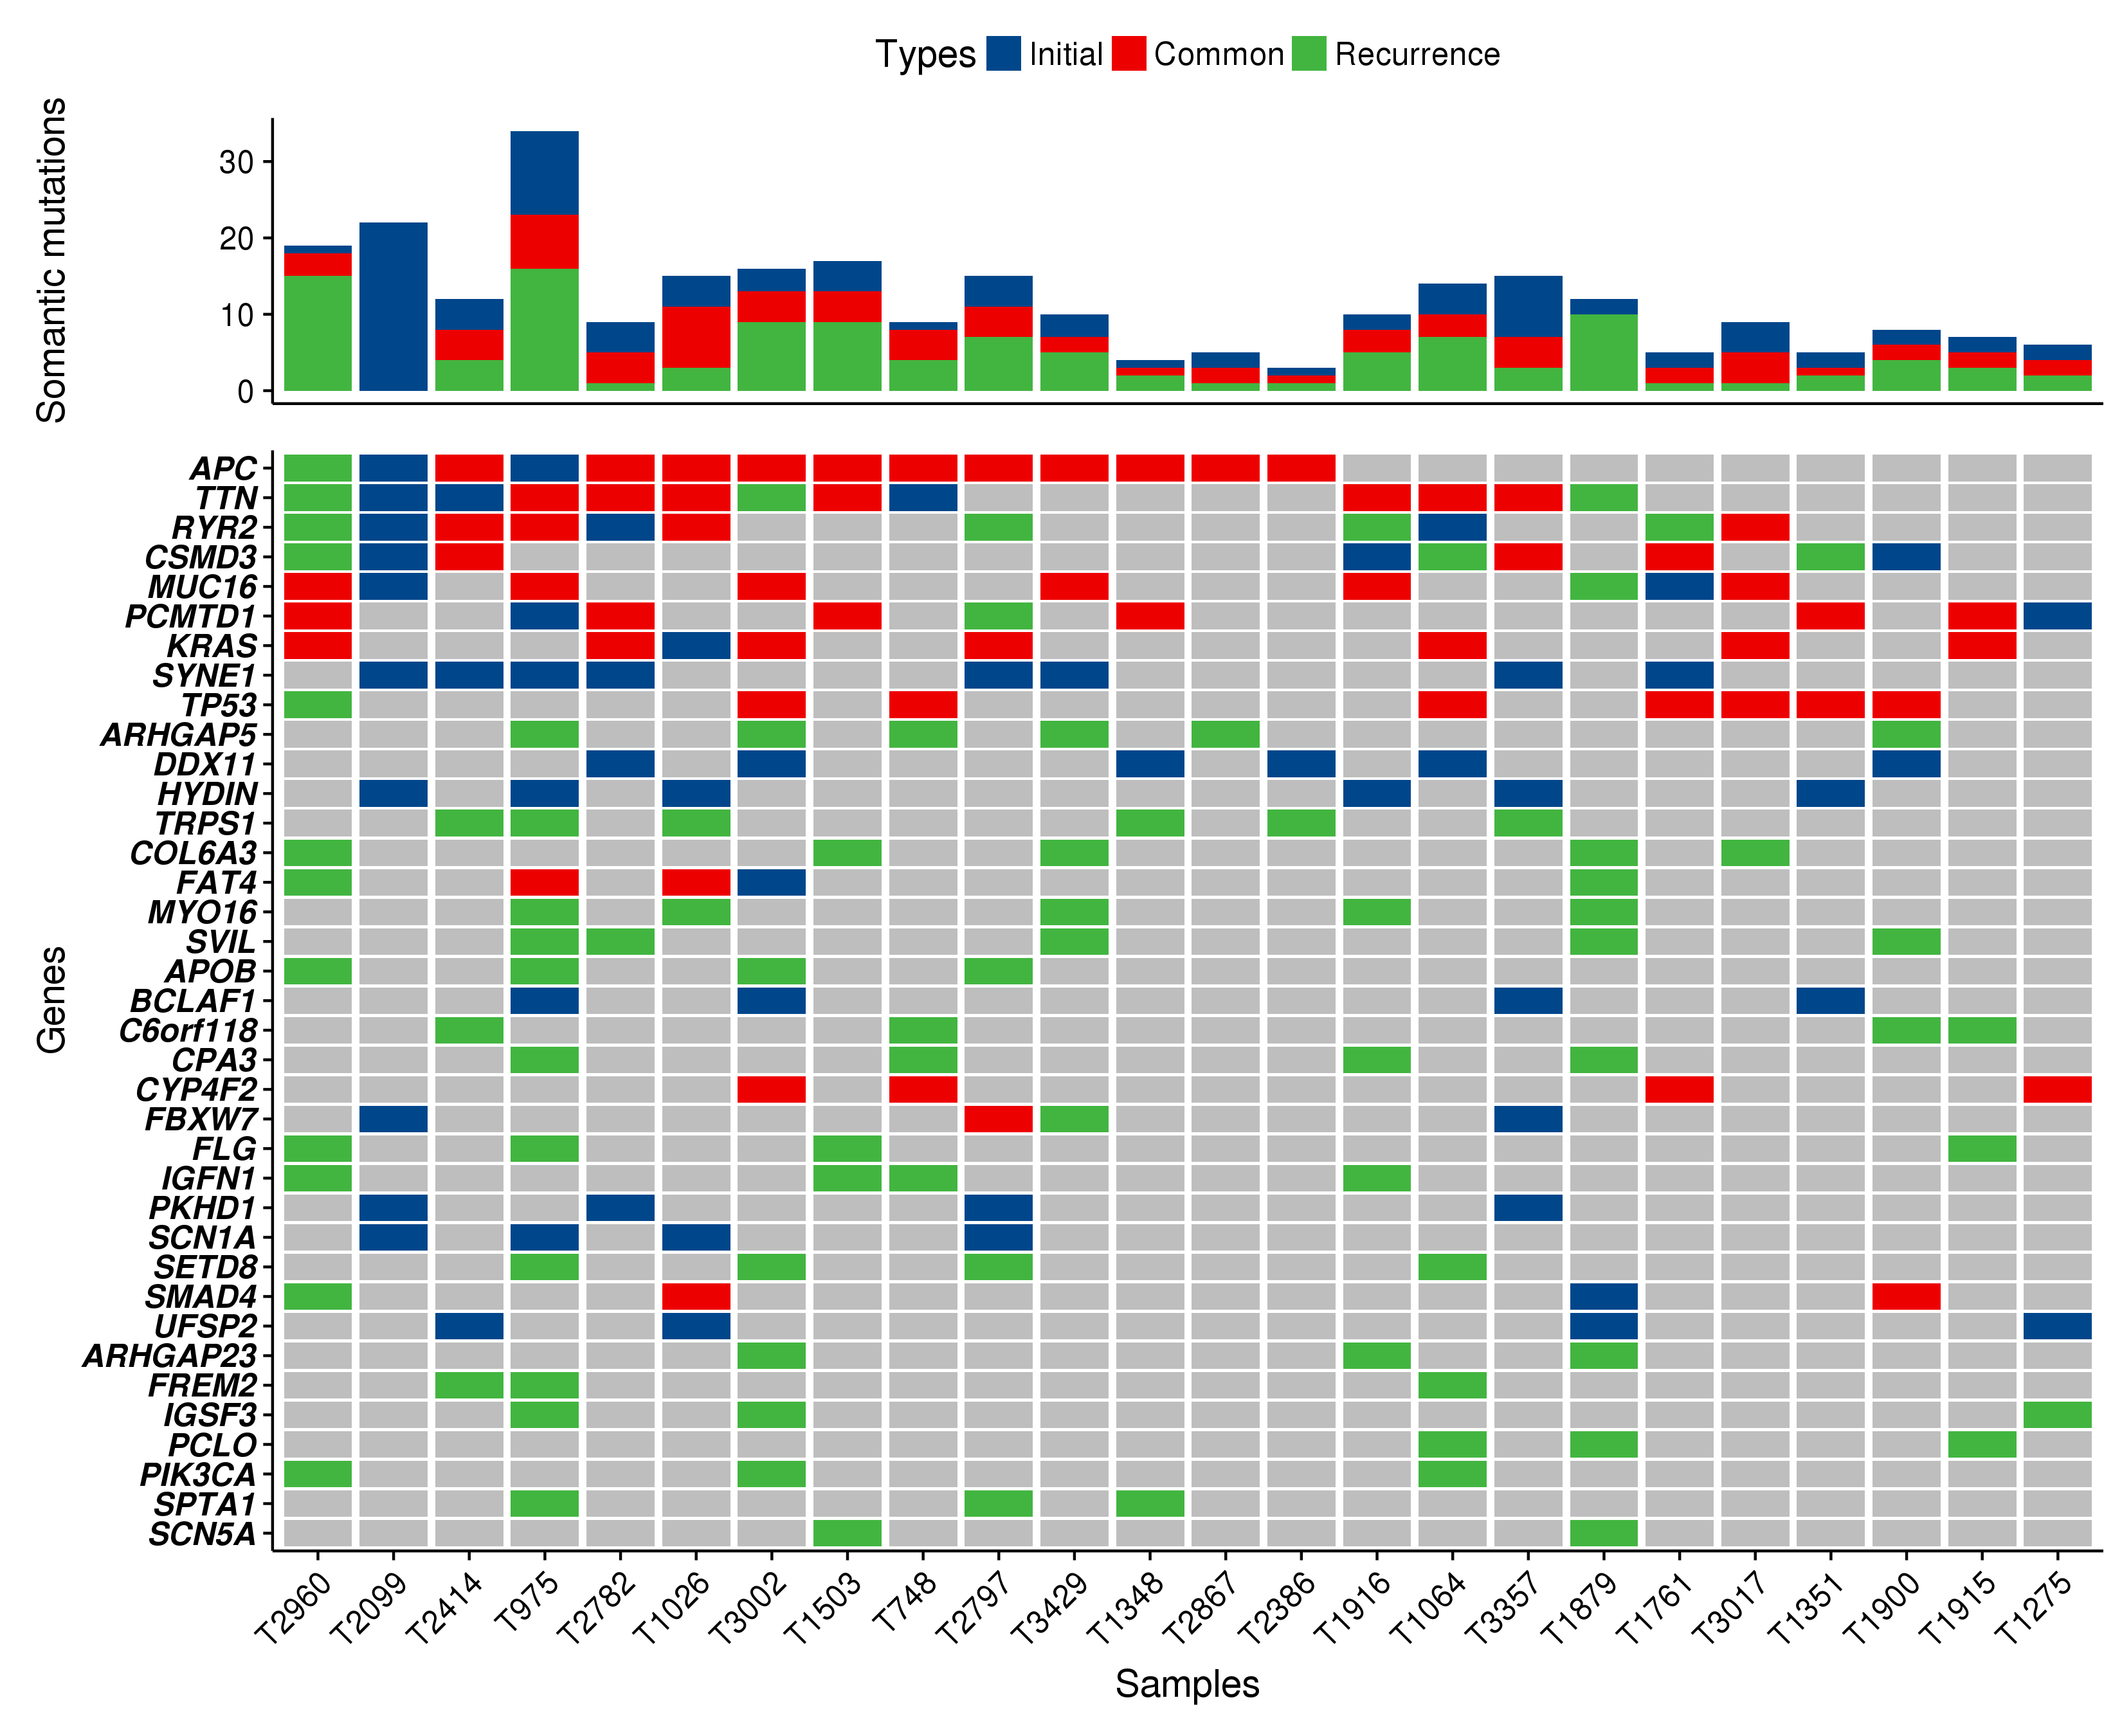 Types Initial Common Recurrence
Somantic mutations
30
20
10
0
Genes
APC
TTN
RYR2
CSMD3
MUC16
PCMTD1
KRAS
SYNE1
TP53
ARHGAP5
DDX11
HYDIN
TRPS1
COL6A3
FAT4
MYO16
SVIL
APOB
BCLAF1
C6orf118
CPA3
CYP4F2
FBXW7
FLG
IGFN1
PKHD1
SCN1A
SETD8
SMAD4
UFSP2
ARHGAP23
FREM2
IGSF3
PCLO
PIK3CA
SPTA1
SCN5A
T2960 T2099 T2414 T975 T2782 T1026 T3002 T1503 T748 T2797 T3429 T1348 T2867 T2386 T1916 T1064 T3357 T1879 T1761 T3017 T1351 T1900 T1915 T1275
Samples